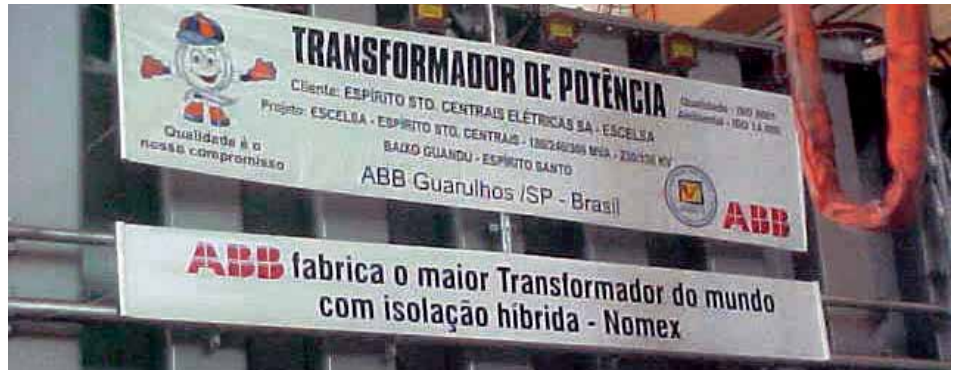 TRANSFORMADOR DE POTÊNCIA
Qualidade - ISO 9001
Ambiental - ISO 14.000
Cliente: ESPÍRITO STO. CENTRAIS ELÉTRICAS SA - ESCELSA
Projeto: ESCELSA - ESPÍRITO STO. CENTRAIS - MVA - KV
BAIXO GUANDU - ESPÍRITO SANTO
Qualidade é o
nosso compromisso
ABB Guarulhos /SP - Brasil
ABB
ABB fabrica o maior Transformador do mundo
com isolação híbrida - Nomex